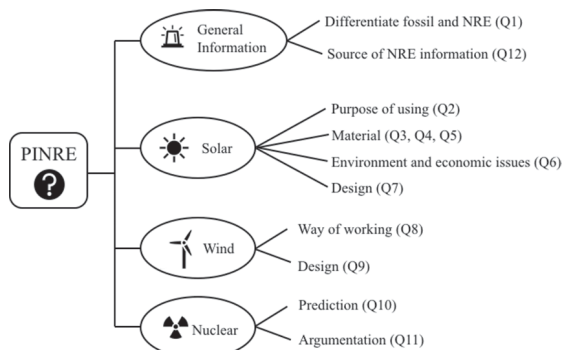 General
Information
Differentiate fossil and NRE (Q1)
Source of NRE information (Q12)
PINRE
?
Solar
Purpose of using (Q2)
Material (Q3, Q4, Q5)
Environment and economic issues (Q6)
Design (Q7)
Wind
Way of working (Q8)
Design (Q9)
Nuclear
Prediction (Q10)
Argumentation (Q11)